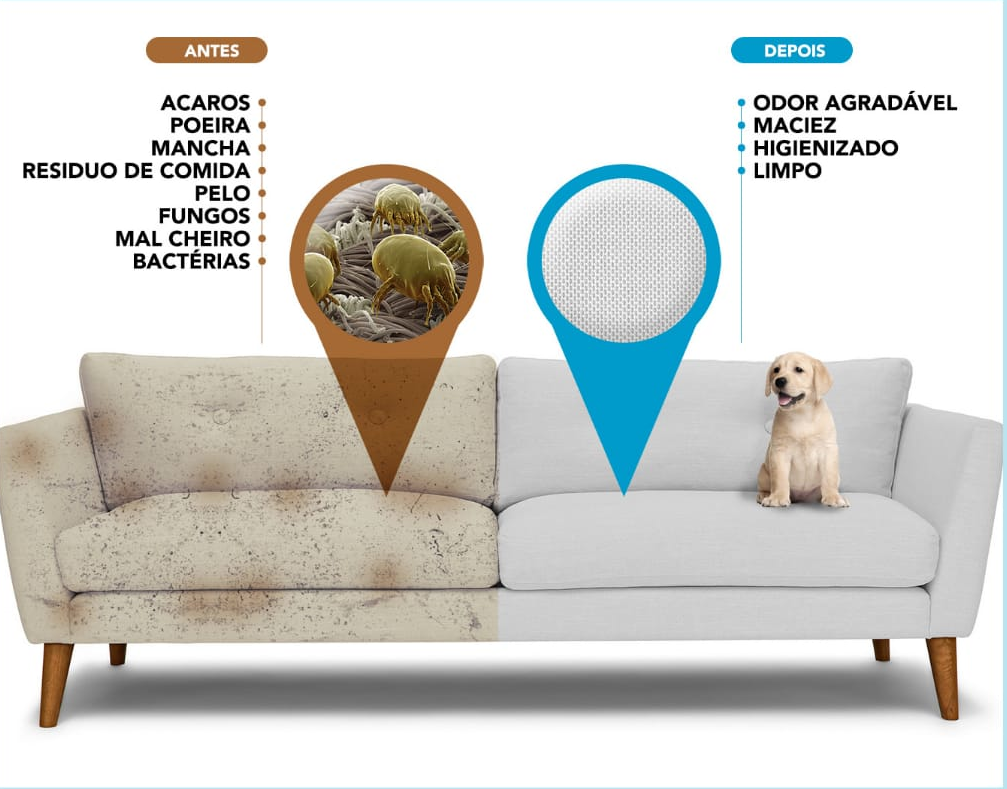 ANTES
ACAROS
POEIRA
MANCHA
RESIDUO DE COMIDA
PELO
FUNGOS
MAL CHEIRO
BACTÉRIAS
DEPOIS
ODOR AGRADÁVEL
MACIEZ
HIGIENIZADO
LIMPO